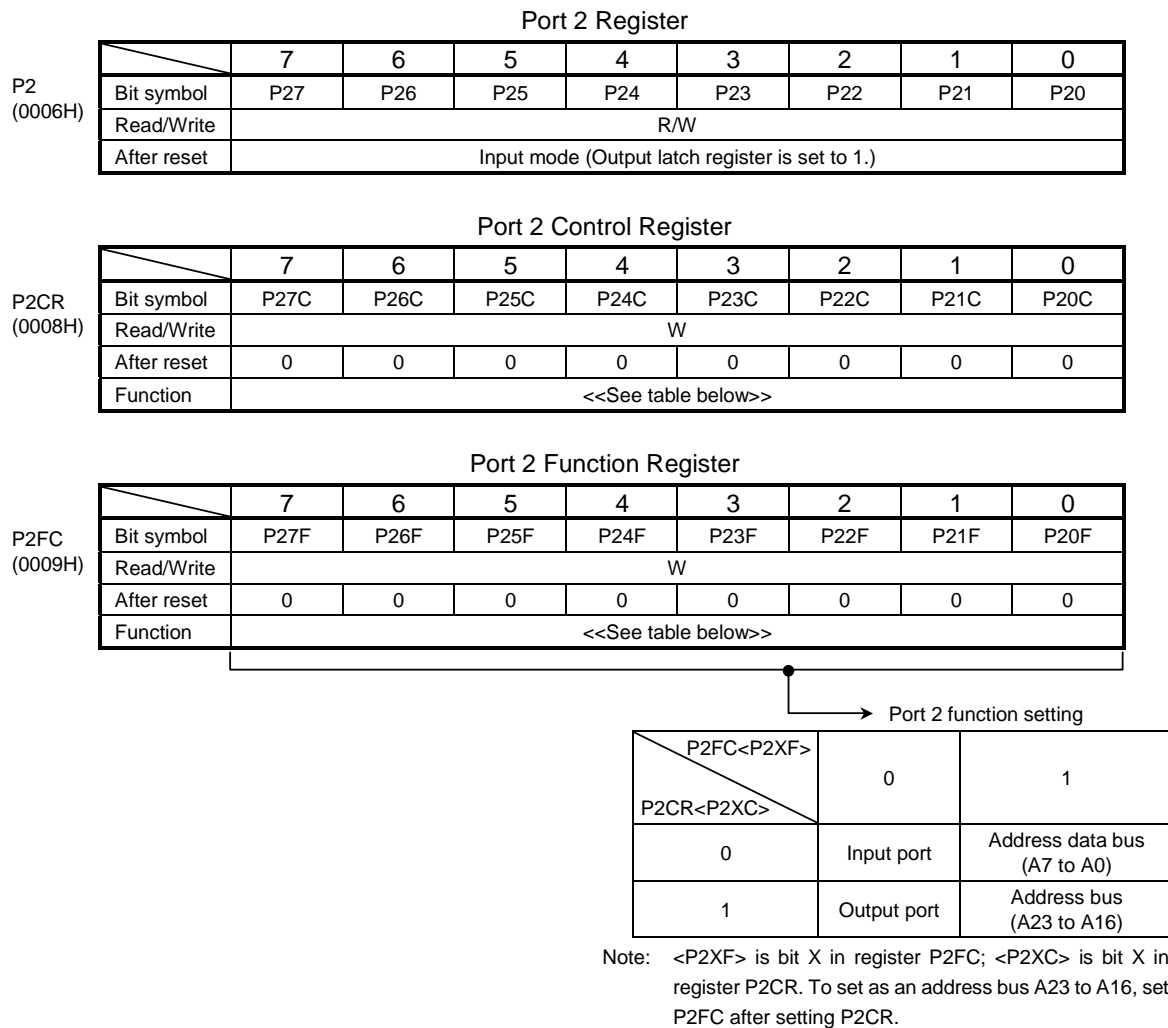 Port 2 Register
7 6 5 4 3 2 1 0
P2
(0006H)
Bit symbol P27 P26 P25 P24 P23 P22 P21 P20
Read/Write R/W
After reset Input mode (Output latch register is set to 1.)
Port 2 Control Register
7 6 5 4 3 2 1 0
P2CR
(0008H)
Bit symbol P27C P26C P25C P24C P23C P22C P21C P20C
Read/Write W
After reset 0 0 0 0 0 0 0 0
Function <<See table below>>
Port 2 Function Register
7 6 5 4 3 2 1 0
P2FC
(0009H)
Bit symbol P27F P26F P25F P24F P23F P22F P21F P20F
Read/Write W
After reset 0 0 0 0 0 0 0 0
Function <<See table below>>
Port 2 function setting
P2FC<P2XF>
P2CR<P2XC>
0 1
0 Input port Address data bus
(A7 to A0)
1 Output port Address bus
(A23 to A16)
Note: <P2XF> is bit X in register P2FC; <P2XC> is bit X in
register P2CR. To set as an address bus A23 to A16, set
P2FC after setting P2CR.